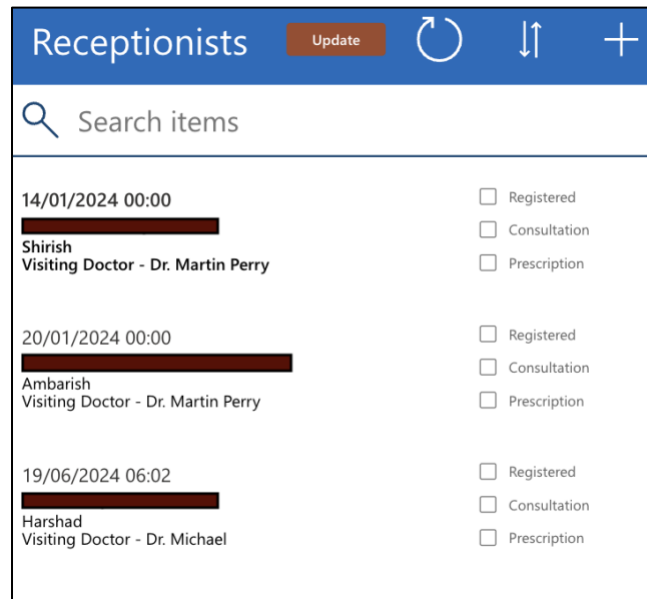 Receptionists Update
Search items
14/01/2024 00:00
Registered
Consultation
Prescription
Shirish
Visiting Doctor - Dr. Martin Perry
20/01/2024 00:00
Registered
Consultation
Prescription
Ambarish
Visiting Doctor - Dr. Martin Perry
19/06/2024 06:02
Registered
Consultation
Prescription
Harshad
Visiting Doctor - Dr. Michael